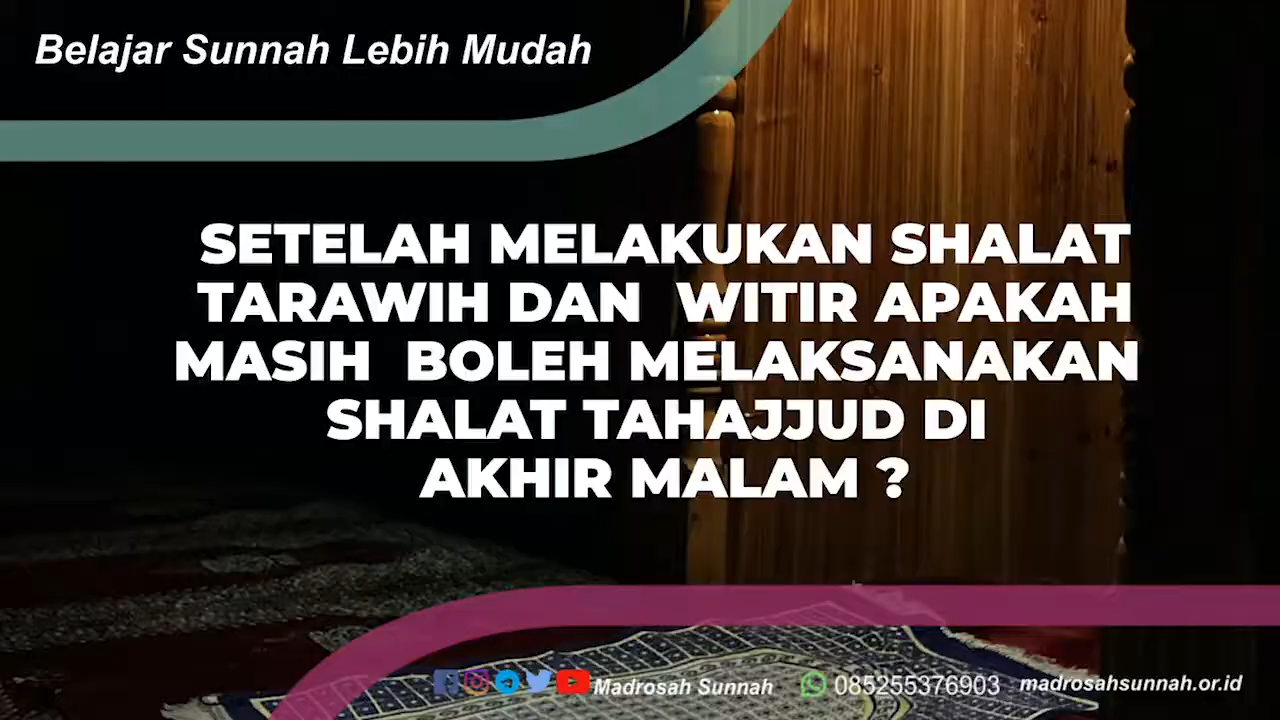 Belajar Sunnah Lebih Mudah
SETELAH MELAKUKAN SHALAT
TARAWIH DAN WITIR APAKAH
MASIH BOLEH MELAKSANAKAN
SHALAT TAHAJJUD DI
AKHIR MALAM ?
Madrosah Sunnah 085255376903 madrosahsunnah.or.id